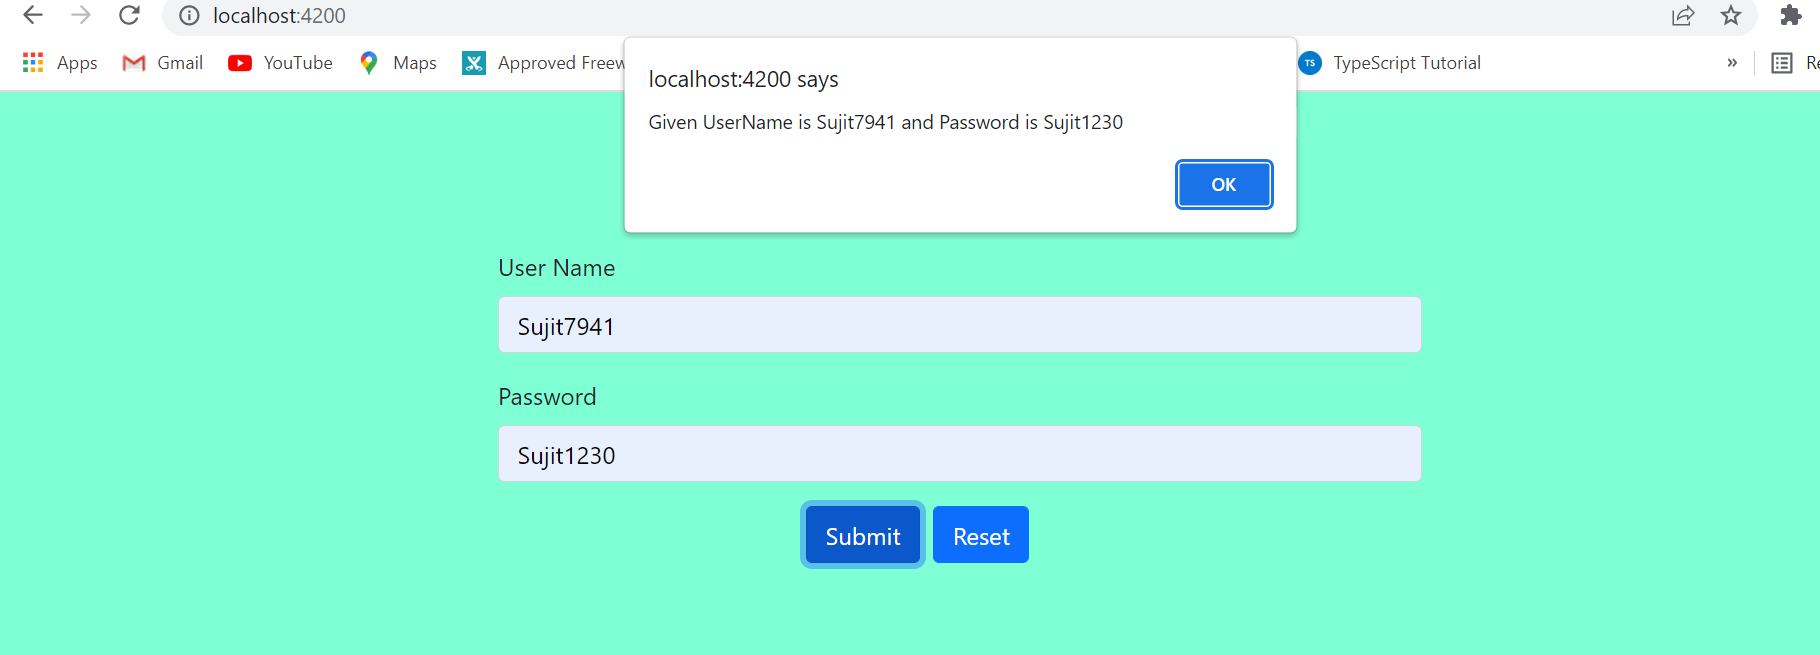 localhost:4200
Apps Gmail YouTube Maps Approved Freew TS TypeScript Tutorial » Re
localhost:4200 says
Given UserName is Sujit7941 and Password is Sujit1230
OK
User Name
Sujit7941
Password
Sujit1230
Submit Reset